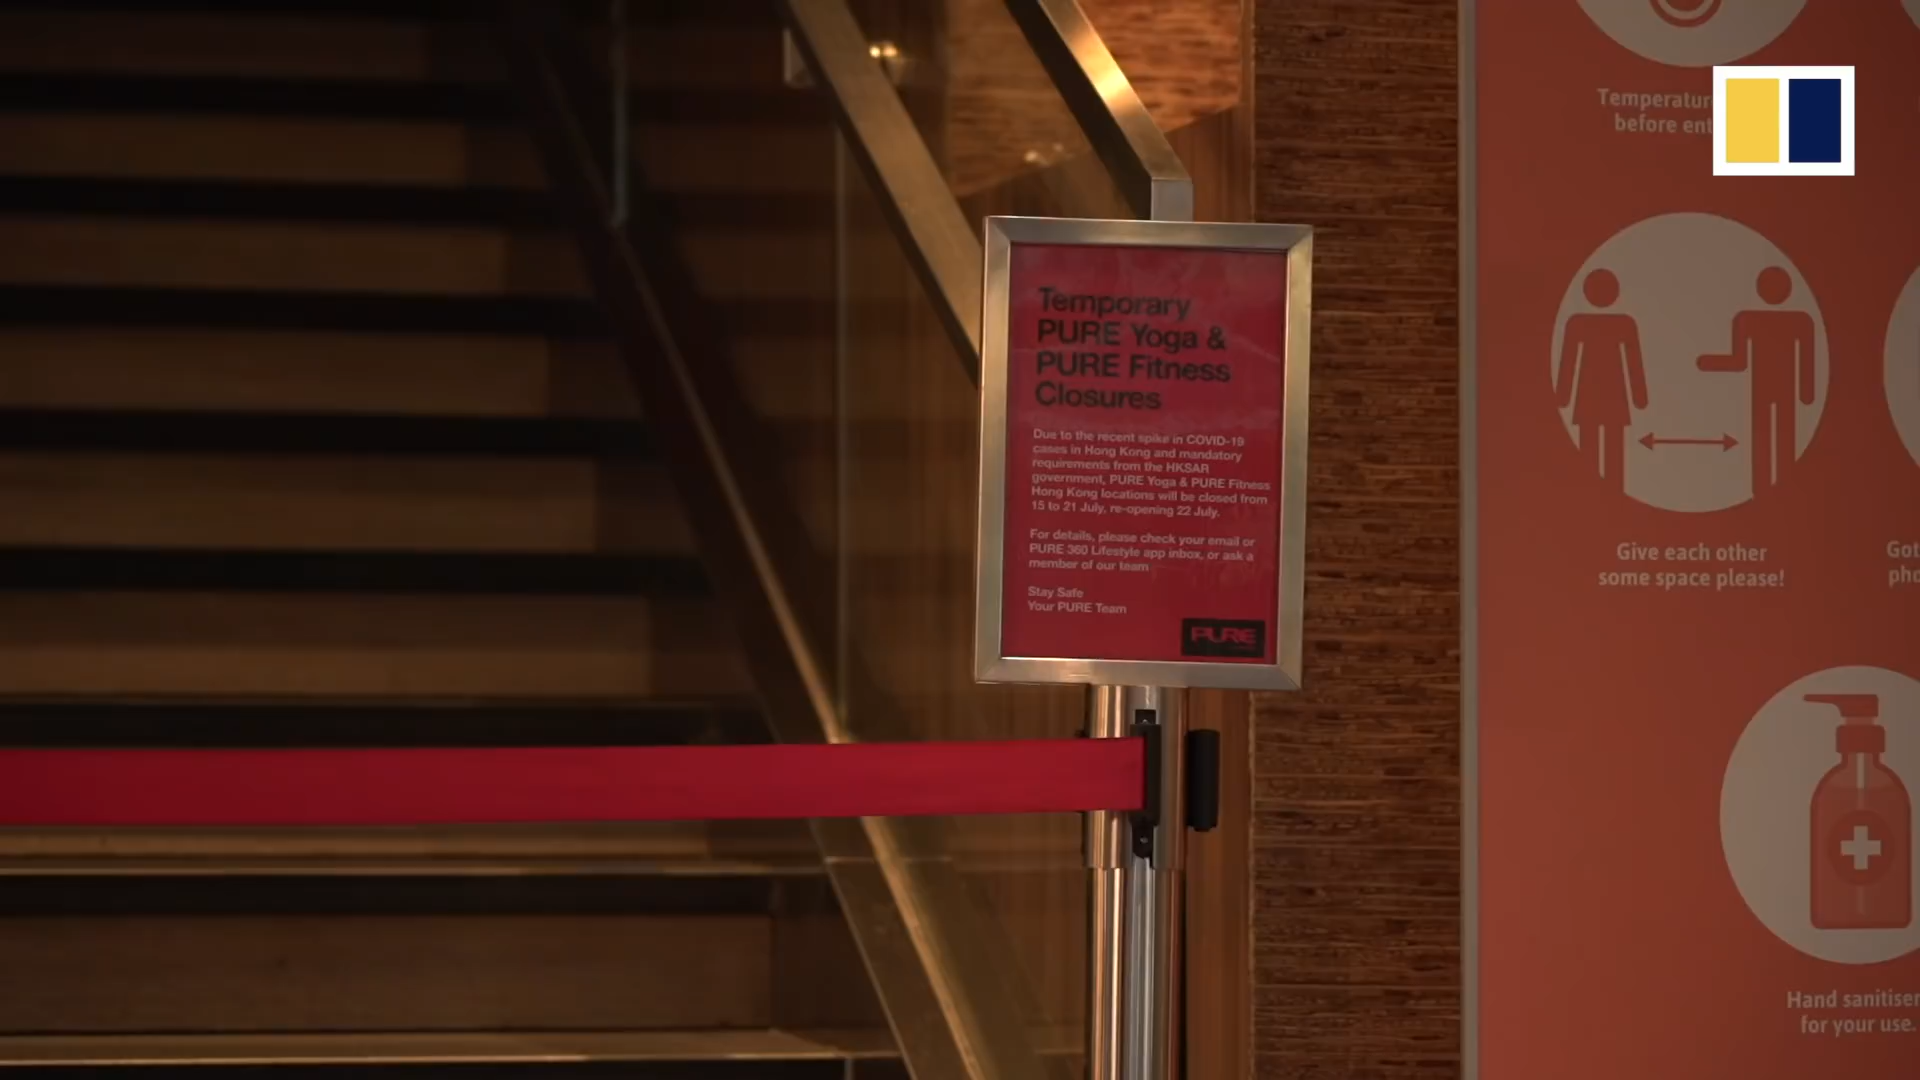 Temporary
PURE Yoga &
PURE Fitness
Closures
Due to the recent spike in COVID-19
cases in Hong Kong and mandatory
requirements from the HKSAR
government, PURE Yoga & PURE Fitness
Hong Kong locations will be closed from
15 to 21 July, re-opening 22 July.
For details, please check your email or
PURE 360 Lifestyle app inbox, or ask a
member of our team
Stay Safe
Your PURE Team
PURE
before
Give each other
some space please!
Got
Hand sanitiser
for your use.